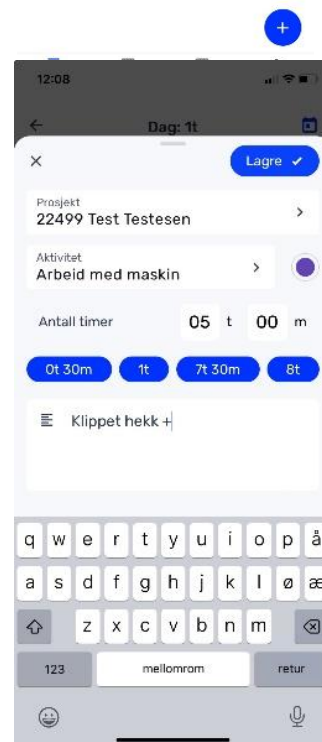 +
12:08
Dag: 1t
Lagre
Prosjekt
22499 Test Testesen
Aktivitet
Arbeid med maskin
Antall timer 05 t 00 m
0t 30m 1t 7t 30m 8t
Klippet hekk +
q w e r t y u i o p å
a s d f g h j k l ø æ
z x c v b n m
123 mellomrom retur